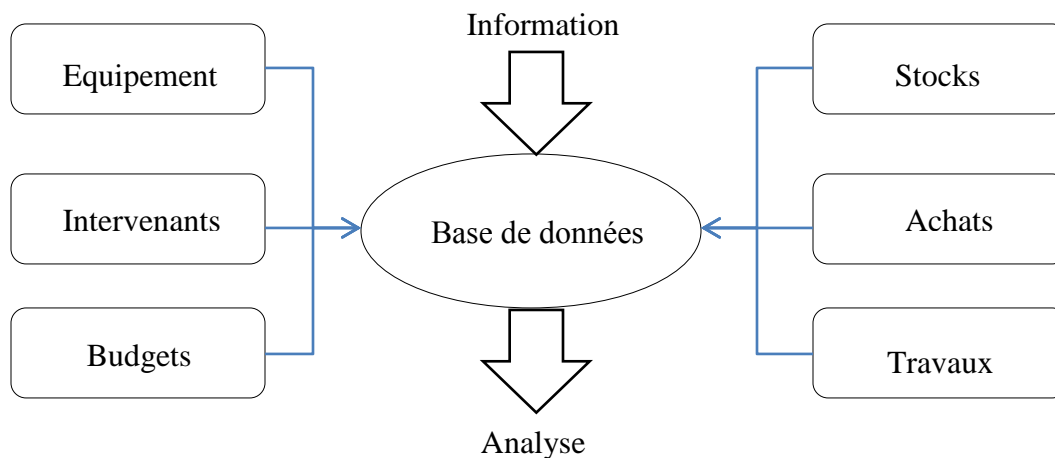 Information
Equipement
Stocks
Intervenants
Base de données
Achats
Budgets
Travaux
Analyse